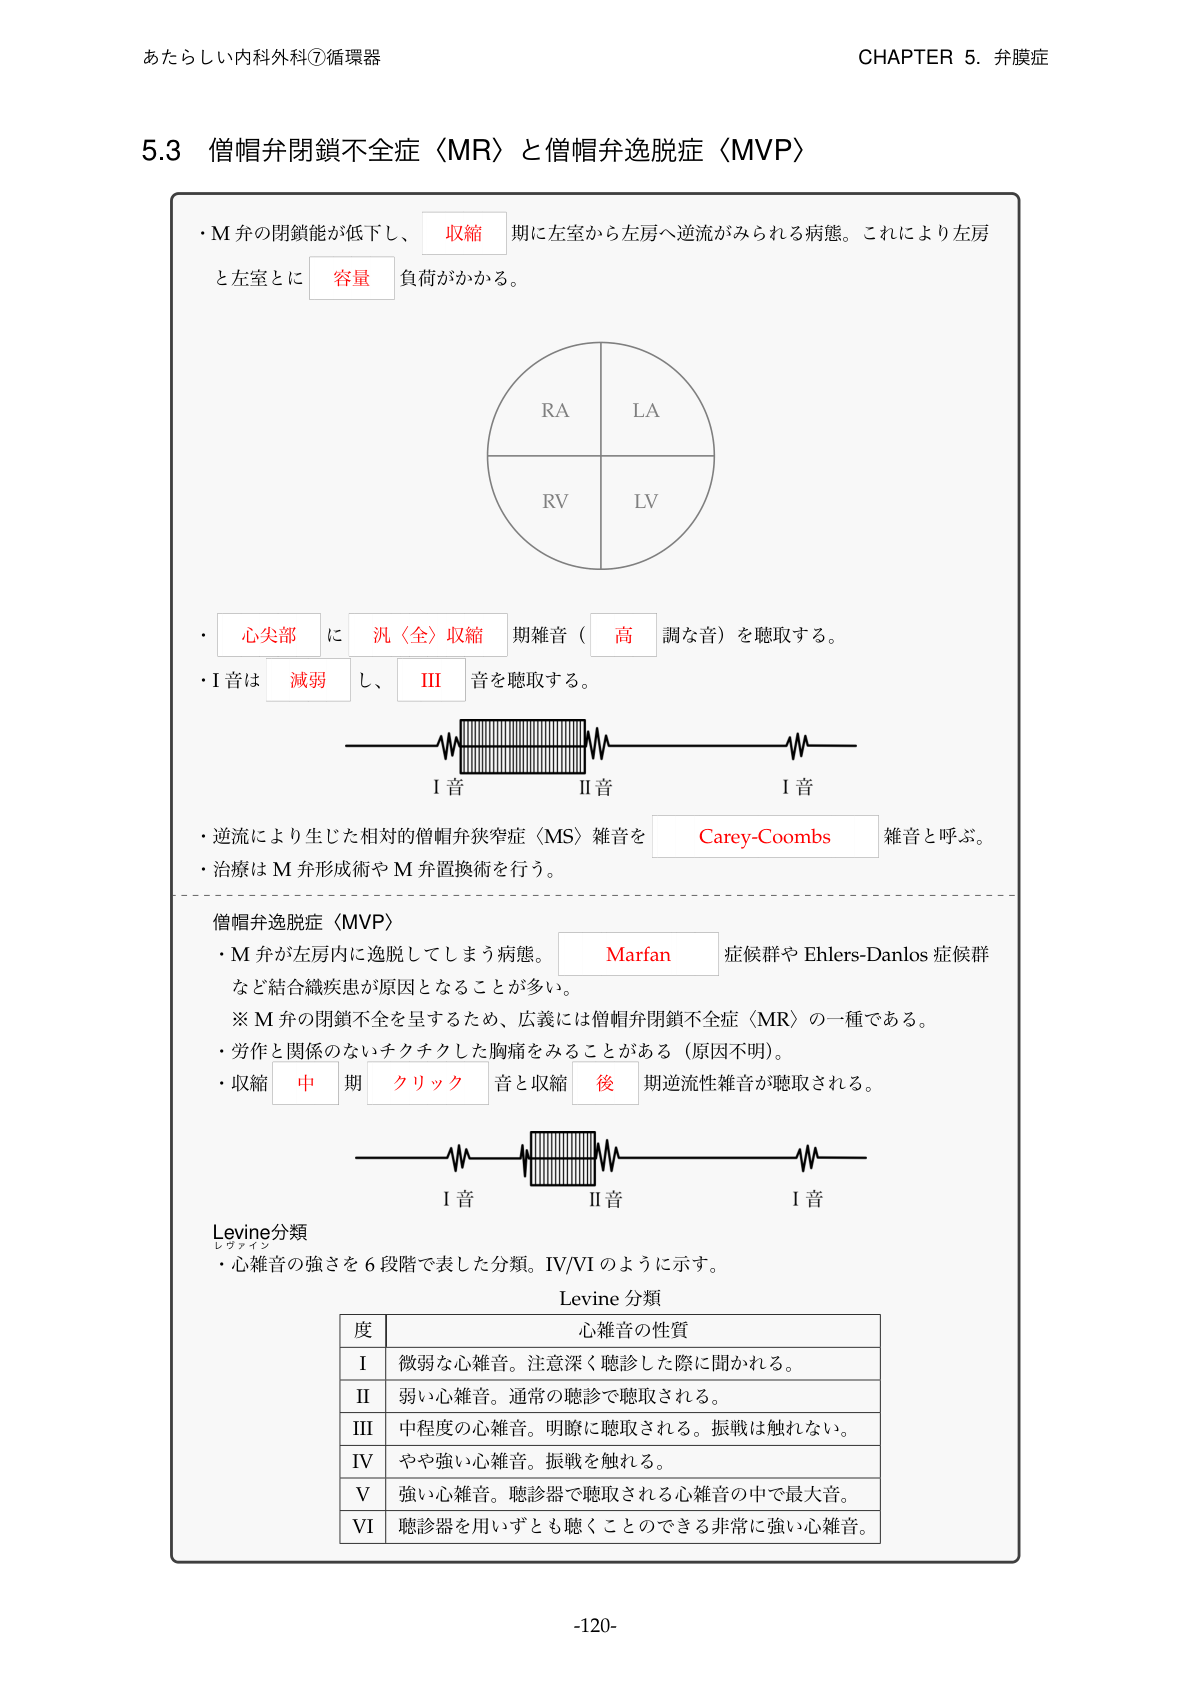 あたらしい内科外科⑦循環器
CHAPTER 5. 弁膜症
5.3 僧帽弁閉鎖不全症〈MR〉と僧帽弁逸脱症〈MVP〉
・M 弁の閉鎖能が低下し、 収縮 期に左室から左房へ逆流がみられる病態。これにより左房
と左室とに 容量 負荷がかかる。
RA LA
RV LV
・ 心尖部 に 汎〈全〉収縮 期雑音（ 高 調な音）を聴取する。
・I 音は 減弱 し、 III 音を聴取する。
I 音 II 音 I 音
・逆流により生じた相対的僧帽弁狭窄症〈MS〉雑音を Carey-Coombs 雑音と呼ぶ。
・治療は M 弁形成術や M 弁置換術を行う。
僧帽弁逸脱症〈MVP〉
・M 弁が左房内に逸脱してしまう病態。 Marfan 症候群や Ehlers-Danlos 症候群
など結合織疾患が原因となることが多い。
※ M 弁の閉鎖不全を呈するため、広義には僧帽弁閉鎖不全症〈MR〉の一種である。
・労作と関係のないチクチクした胸痛をみることがある（原因不明）。
・収縮 中 期 クリック 音と収縮 後 期逆流性雑音が聴取される。
I 音 II 音 I 音
Levine分類
レヴァイン
・心雑音の強さを 6 段階で表した分類。IV/VI のように示す。
Levine 分類
度 心雑音の性質
I 微弱な心雑音。注意深く聴診した際に聞かれる。
II 弱い心雑音。通常の聴診で聴取される。
III 中程度の心雑音。明瞭に聴取される。振戦は触れない。
IV やや強い心雑音。振戦を触れる。
V 強い心雑音。聴診器で聴取される心雑音の中で最大音。
VI 聴診器を用いずとも聴くことのできる非常に強い心雑音。
-120-